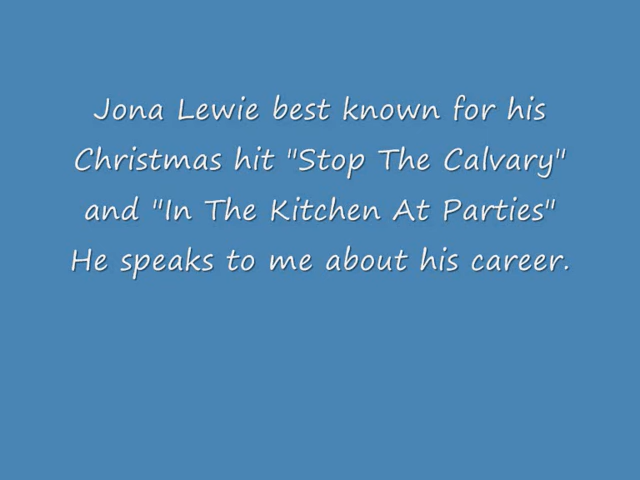 Jona Lewie best known for his
Christmas hit "Stop The Calvary"
and "In The Kitchen At Parties"
He speaks to me about his career.